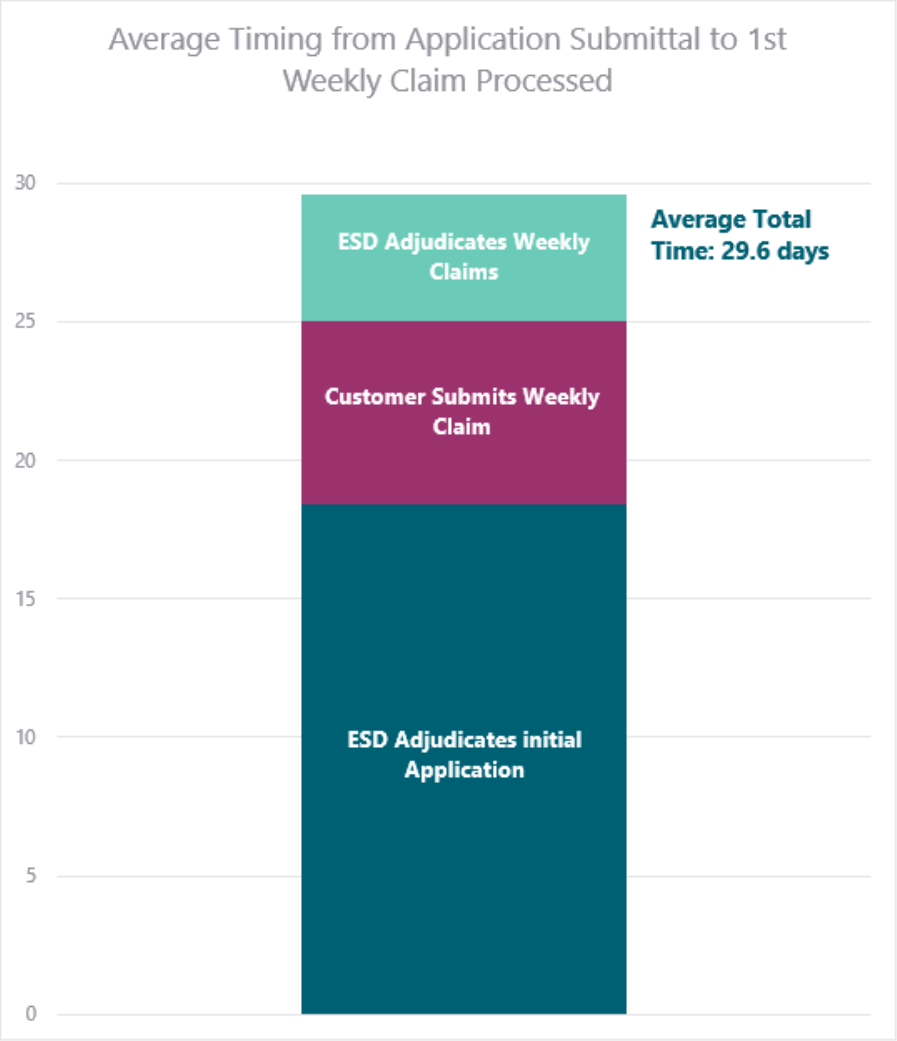 Average Timing from Application Submittal to 1st
Weekly Claim Processed
30
ESD Adjudicates Weekly
Claims
Average Total
Time: 29.6 days
25
Customer Submits Weekly
Claim
20
15
10
ESD Adjudicates initial
Application
5
0